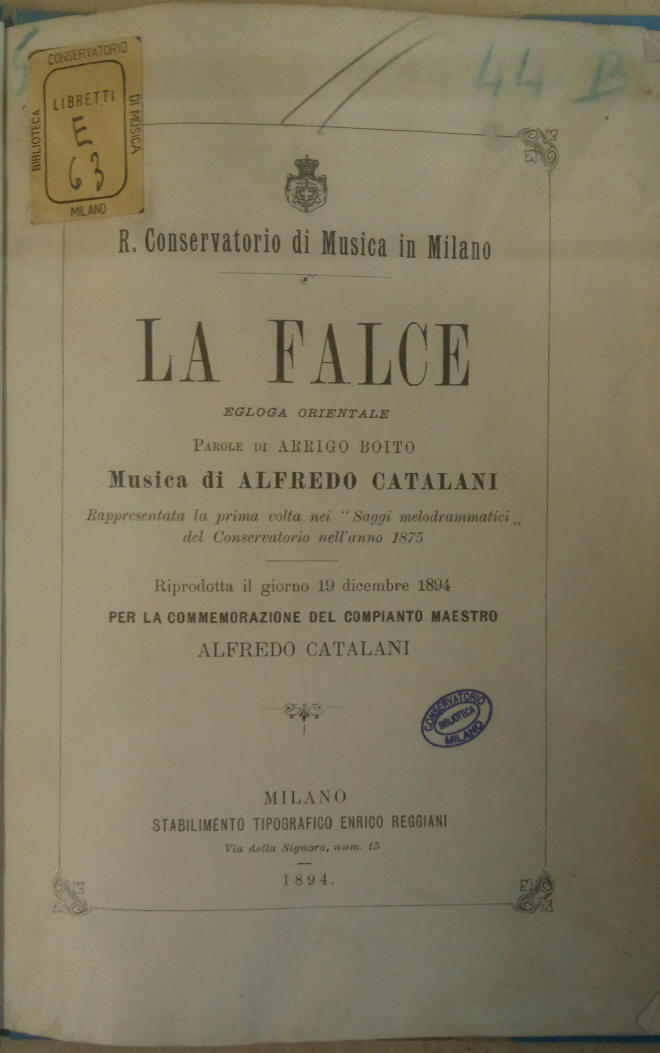 CONSERVATORIO
DI MUSICA
BIBLIOTECA
MILANO
LIBRETTI
E
63
44. B
R. Conservatorio di Musica in Milano
LA FALCE
EGLOGA ORIENTALE
PAROLE DI ARRIGO BOITO
Musica di ALFREDO CATALANI
Rappresentata la prima volta nei “Saggi melodrammatici„
del Conservatorio nell'anno 1875
Riprodotta il giorno 19 dicembre 1894
PER LA COMMEMORAZIONE DEL COMPIANTO MAESTRO
ALFREDO CATALANI
CONSERVATORIO
BIBLIOTECA
MILANO
MILANO
STABILIMENTO TIPOGRAFICO ENRICO REGGIANI
Via della Signora, num. 15
1894.